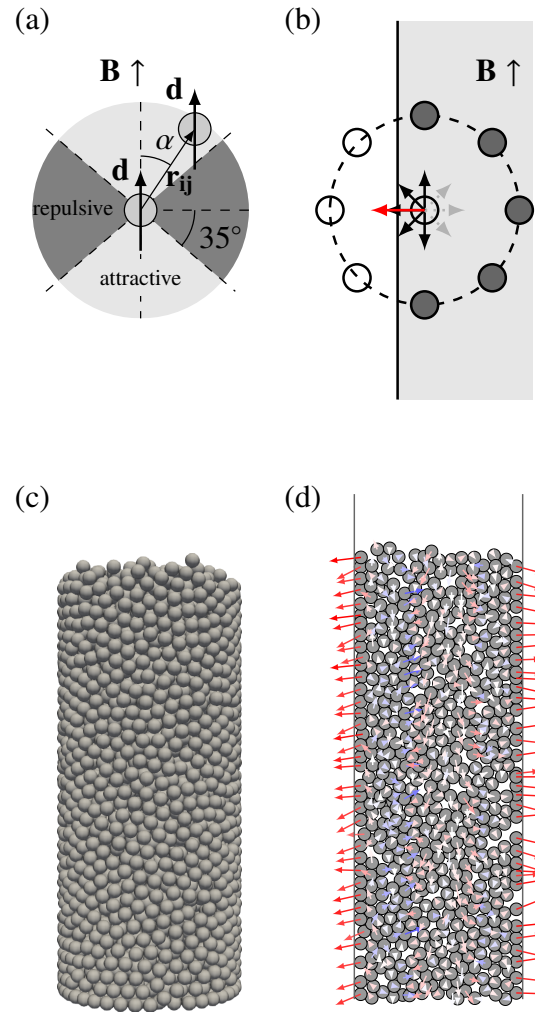 (a)
B ↑
d
d
α
r_ij
repulsive
35°
attractive
(b)
B ↑
(c)
(d)